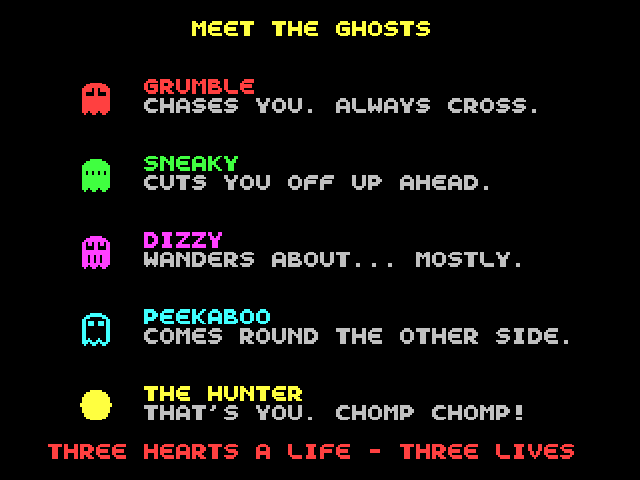 MEET THE GHOSTS
GRUMBLE
CHASES YOU. ALWAYS CROSS.
SNEAKY
CUTS YOU OFF UP AHEAD.
DIZZY
WANDERS ABOUT... MOSTLY.
PEEKABOO
COMES ROUND THE OTHER SIDE.
THE HUNTER
THAT'S YOU. CHOMP CHOMP!
THREE HEARTS A LIFE - THREE LIVES